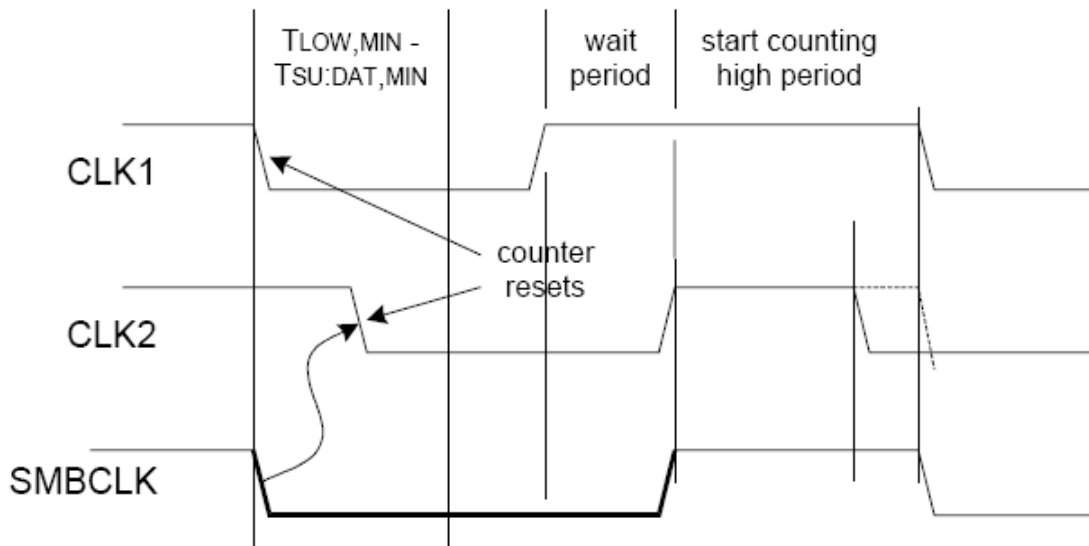 TLOW,MIN -
TSU:DAT,MIN
wait
period
start counting
high period
CLK1
counter
resets
CLK2
SMBCLK